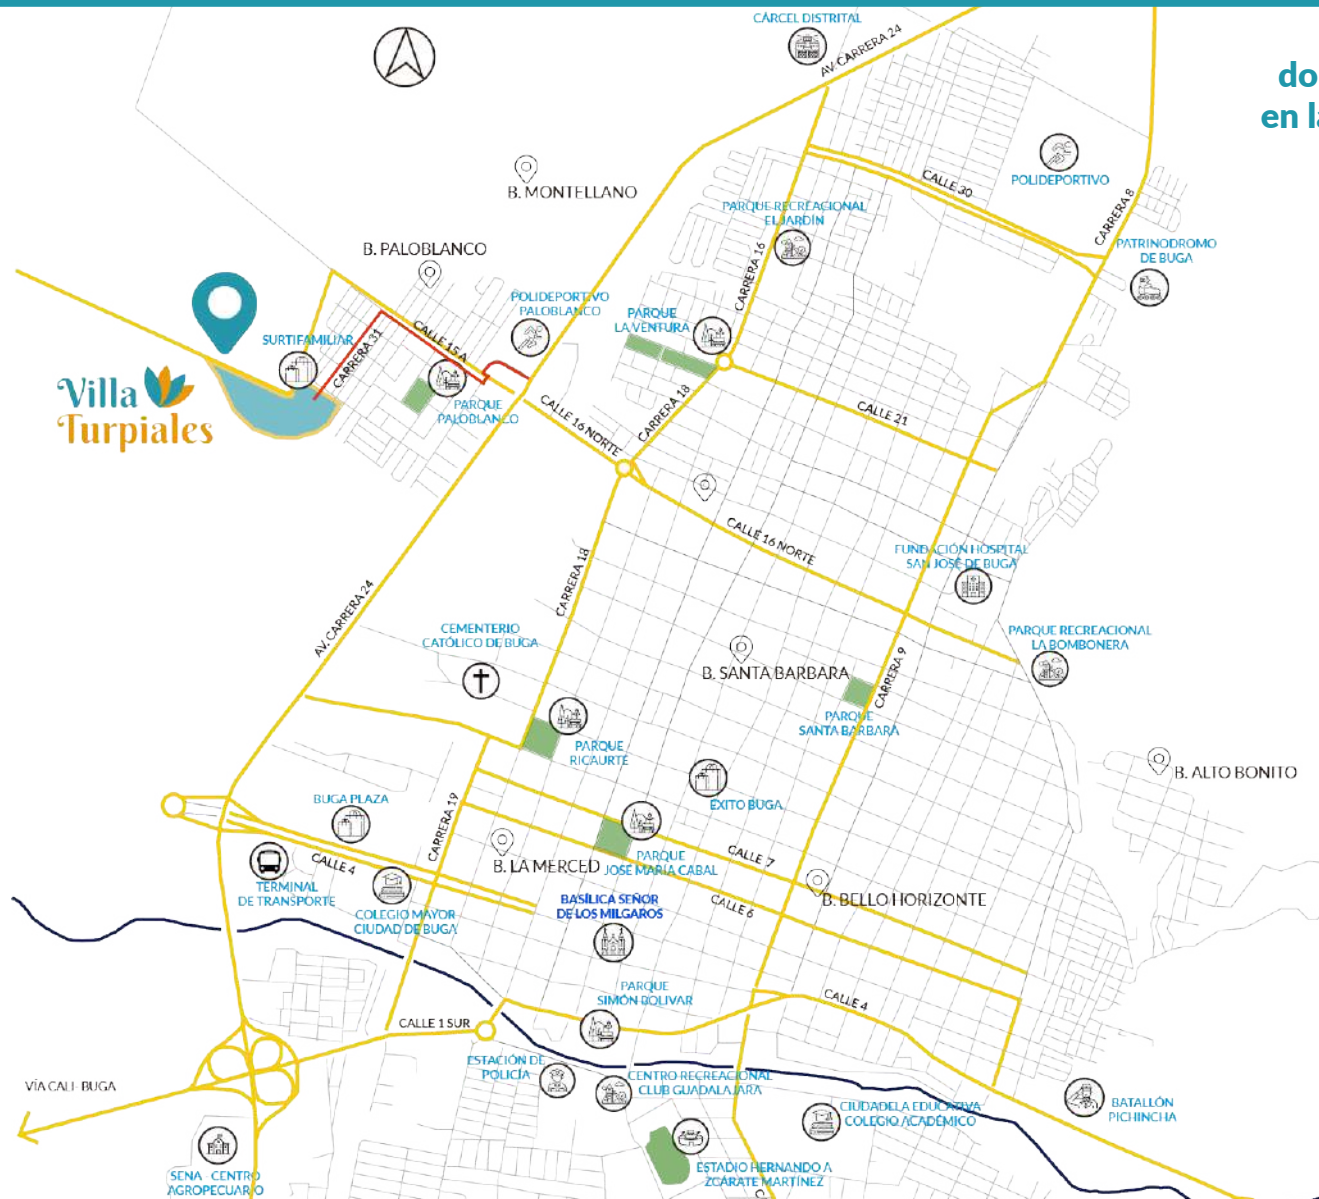 CÁRCEL DISTRITAL
AV. CARRERA 24
do
en la
POLIDEPORTIVO
CALLE 30
B. MONTELLANO
PARQUE RECREACIONAL
EL JARDÍN
CARRERA 8
PATRINODROMO
DE BUGA
B. PALOBLANCO
CARRERA 16
POLIDEPORTIVO
PALOBLANCO
PARQUE
LA VENTURA
SURTIFAMILIAR
CALLE 15 A
CARRERA 31
Villa
Turpiales
PARQUE
PALOBLANCO
CALLE 16 NORTE
CARRERA 18
CALLE 21
CALLE 16 NORTE
FUNDACIÓN HOSPITAL
SAN JOSÉ DE BUGA
CARRERA 18
AV. CARRERA 24
CEMENTERIO
CATÓLICO DE BUGA
PARQUE RECREACIONAL
LA BOMBONERA
B. SANTA BARBARA
CARRERA 9
PARQUE
SANTA BARBARA
PARQUE
RICAURTE
B. ALTO BONITO
BUGA PLAZA
ÉXITO BUGA
CARRERA 19
CALLE 4
B. LA MERCED
PARQUE
JOSE MARÍA CABAL
CALLE 7
TERMINAL
DE TRANSPORTE
COLEGIO MAYOR
CIUDAD DE BUGA
BASÍLICA SEÑOR
DE LOS MILGAROS
CALLE 6
B. BELLO HORIZONTE
PARQUE
SIMÓN BOLIVAR
CALLE 4
CALLE 1 SUR
ESTACIÓN DE
POLICÍA
VÍA CALI- BUGA
CENTRO RECREACIONAL
CLUB GUADALAJARA
BATALLÓN
PICHINCHA
CIUDADELA EDUCATIVA
COLEGIO ACADÉMICO
SENA - CENTRO
AGROPECUARIO
ESTADIO HERNANDO A
ZCÁRATE MARTÍNEZ